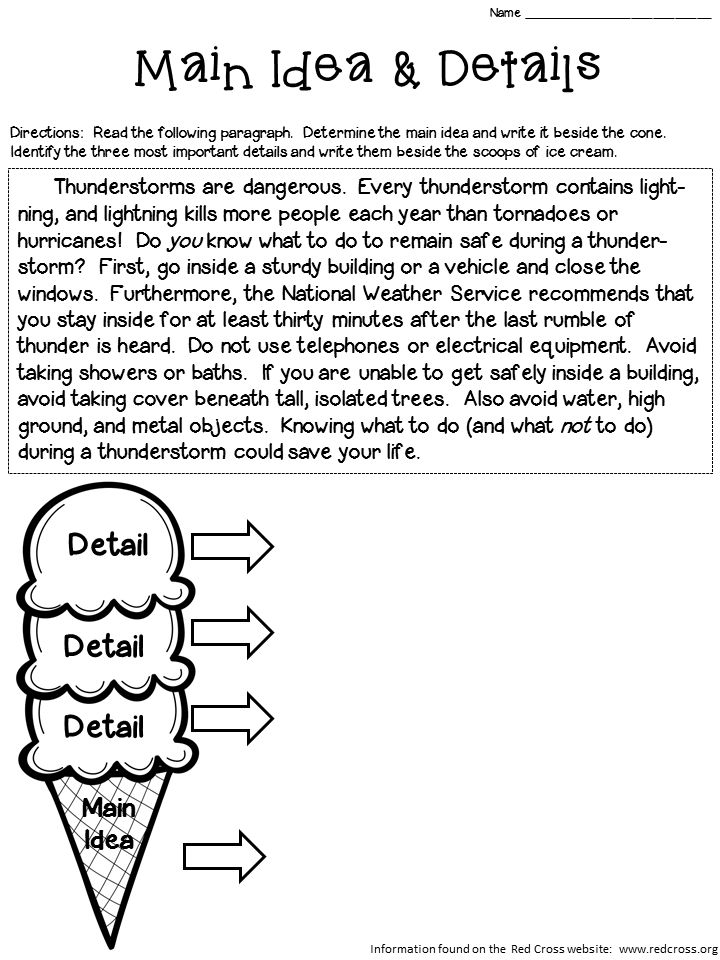 Name ____________________________
Main Idea & Details
Directions: Read the following paragraph. Determine the main idea and write it beside the cone.
Identify the three most important details and write them beside the scoops of ice cream.
Thunderstorms are dangerous. Every thunderstorm contains light-
ning, and lightning kills more people each year than tornadoes or
hurricanes! Do you know what to do to remain safe during a thunder-
storm? First, go inside a sturdy building or a vehicle and close the
windows. Furthermore, the National Weather Service recommends that
you stay inside for at least thirty minutes after the last rumble of
thunder is heard. Do not use telephones or electrical equipment. Avoid
taking showers or baths. If you are unable to get safely inside a building,
avoid taking cover beneath tall, isolated trees. Also avoid water, high
ground, and metal objects. Knowing what to do (and what not to do)
during a thunderstorm could save your life.
Detail
Detail
Detail
Main
Idea
Information found on the Red Cross website: www.redcross.org